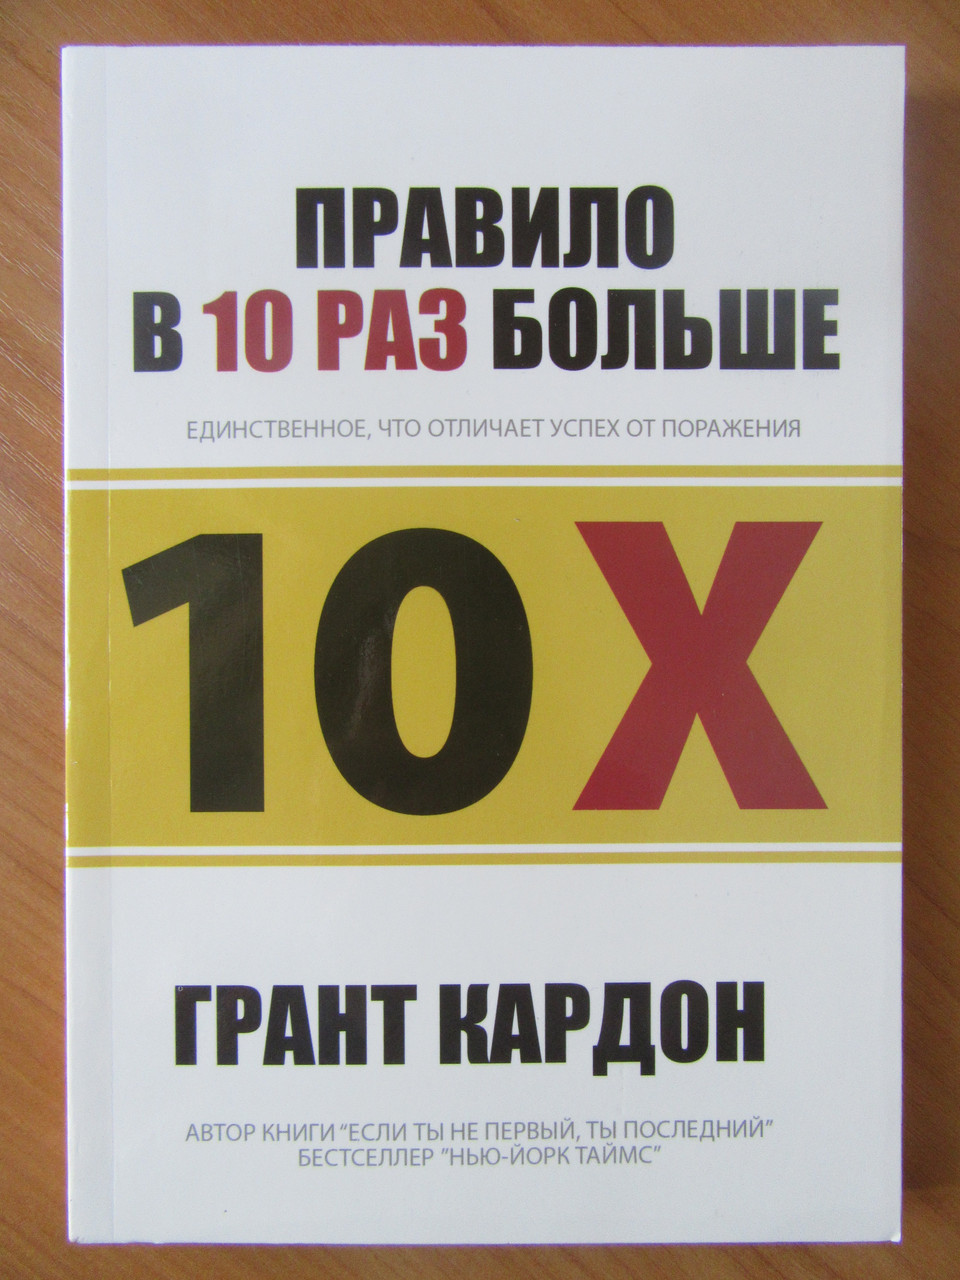 ПРАВИЛО
В 10 РАЗ БОЛЬШЕ
ЕДИНСТВЕННОЕ, ЧТО ОТЛИЧАЕТ УСПЕХ ОТ ПОРАЖЕНИЯ
10X
ГРАНТ КАРДОН
АВТОР КНИГИ “ЕСЛИ ТЫ НЕ ПЕРВЫЙ, ТЫ ПОСЛЕДНИЙ”
БЕСТСЕЛЛЕР ”НЬЮ-ЙОРК ТАЙМС”